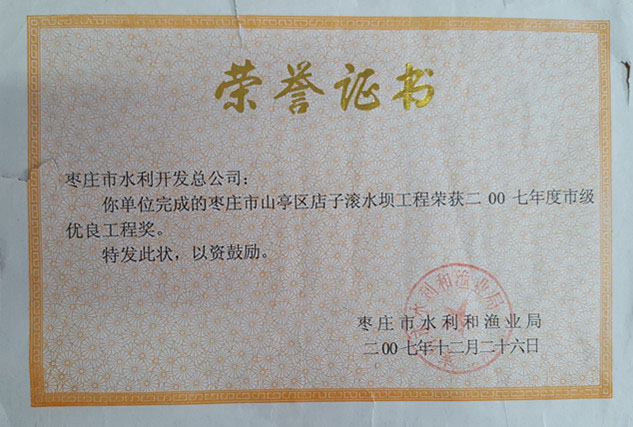 荣誉证书
枣庄市水利开发总公司：
你单位完成的枣庄市山亭区店子滚水坝工程荣获二00七年度市级
优良工程奖。
特发此状，以资鼓励。
枣庄市水利和渔业局
二00七年十二月二十六日